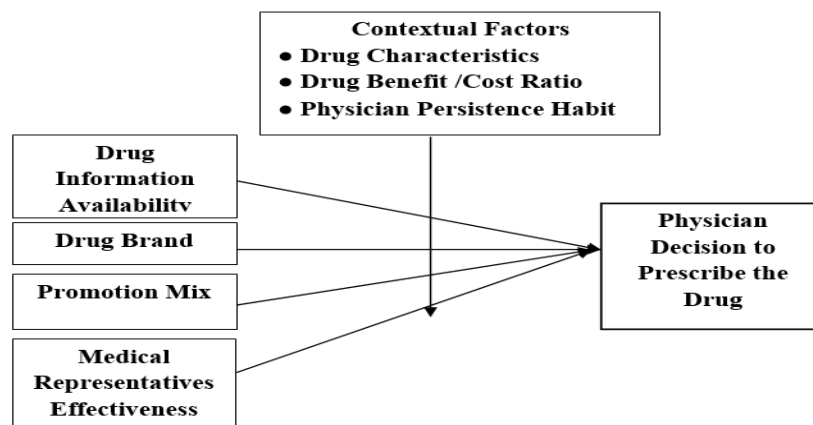 Contextual Factors
● Drug Characteristics
● Drug Benefit /Cost Ratio
● Physician Persistence Habit
Drug
Information
Availability
Drug Brand
Promotion Mix
Medical
Representatives
Effectiveness
Physician
Decision to
Prescribe the
Drug